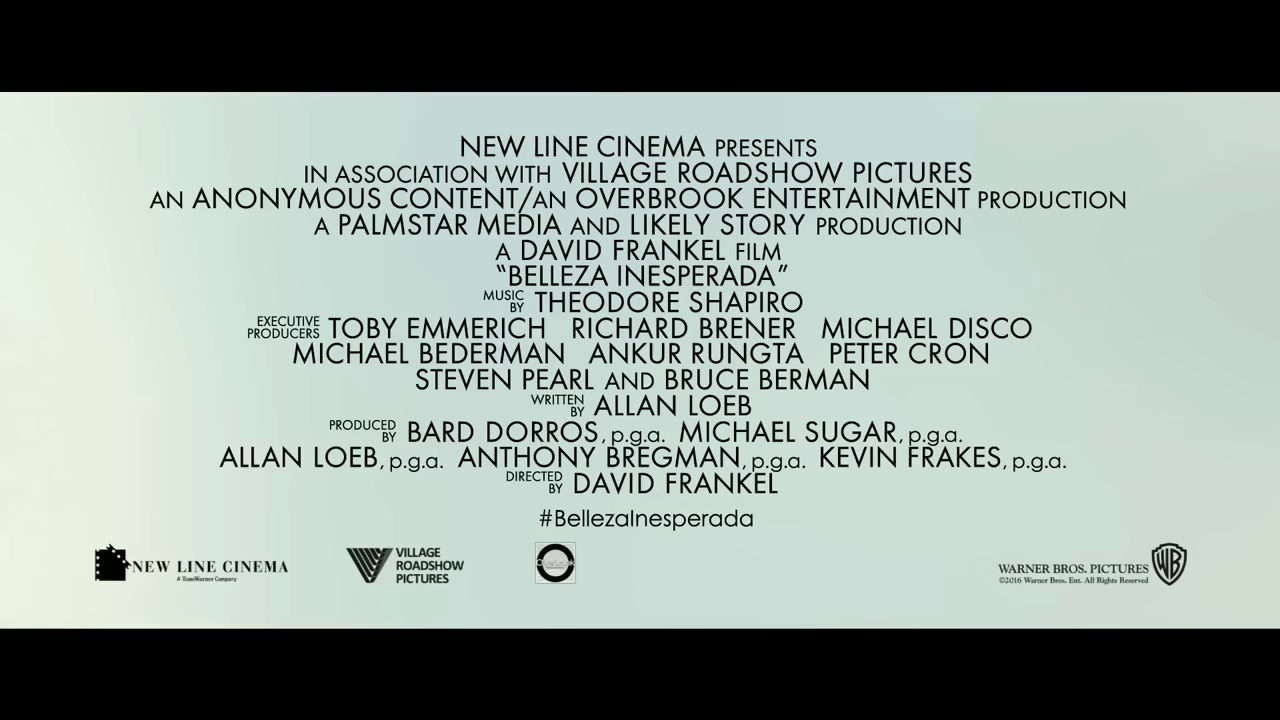 NEW LINE CINEMA PRESENTS
IN ASSOCIATION WITH VILLAGE ROADSHOW PICTURES
AN ANONYMOUS CONTENT/AN OVERBROOK ENTERTAINMENT PRODUCTION
A PALMSTAR MEDIA AND LIKELY STORY PRODUCTION
A DAVID FRANKEL FILM
“BELLEZA INESPERADA”
MUSIC BY THEODORE SHAPIRO
EXECUTIVE PRODUCERS TOBY EMMERICH RICHARD BRENER MICHAEL DISCO
MICHAEL BEDERMAN ANKUR RUNGTA PETER CRON
STEVEN PEARL AND BRUCE BERMAN
WRITTEN BY ALLAN LOEB
PRODUCED BY BARD DORROS, p.g.a. MICHAEL SUGAR, p.g.a.
ALLAN LOEB, p.g.a. ANTHONY BREGMAN, p.g.a. KEVIN FRAKES, p.g.a.
DIRECTED BY DAVID FRANKEL
#BellezaInesperada
NEW LINE CINEMA
A TimeWarner Company
VILLAGE
ROADSHOW
PICTURES
WARNER BROS. PICTURES
©2016 Warner Bros. Ent. All Rights Reserved
WB